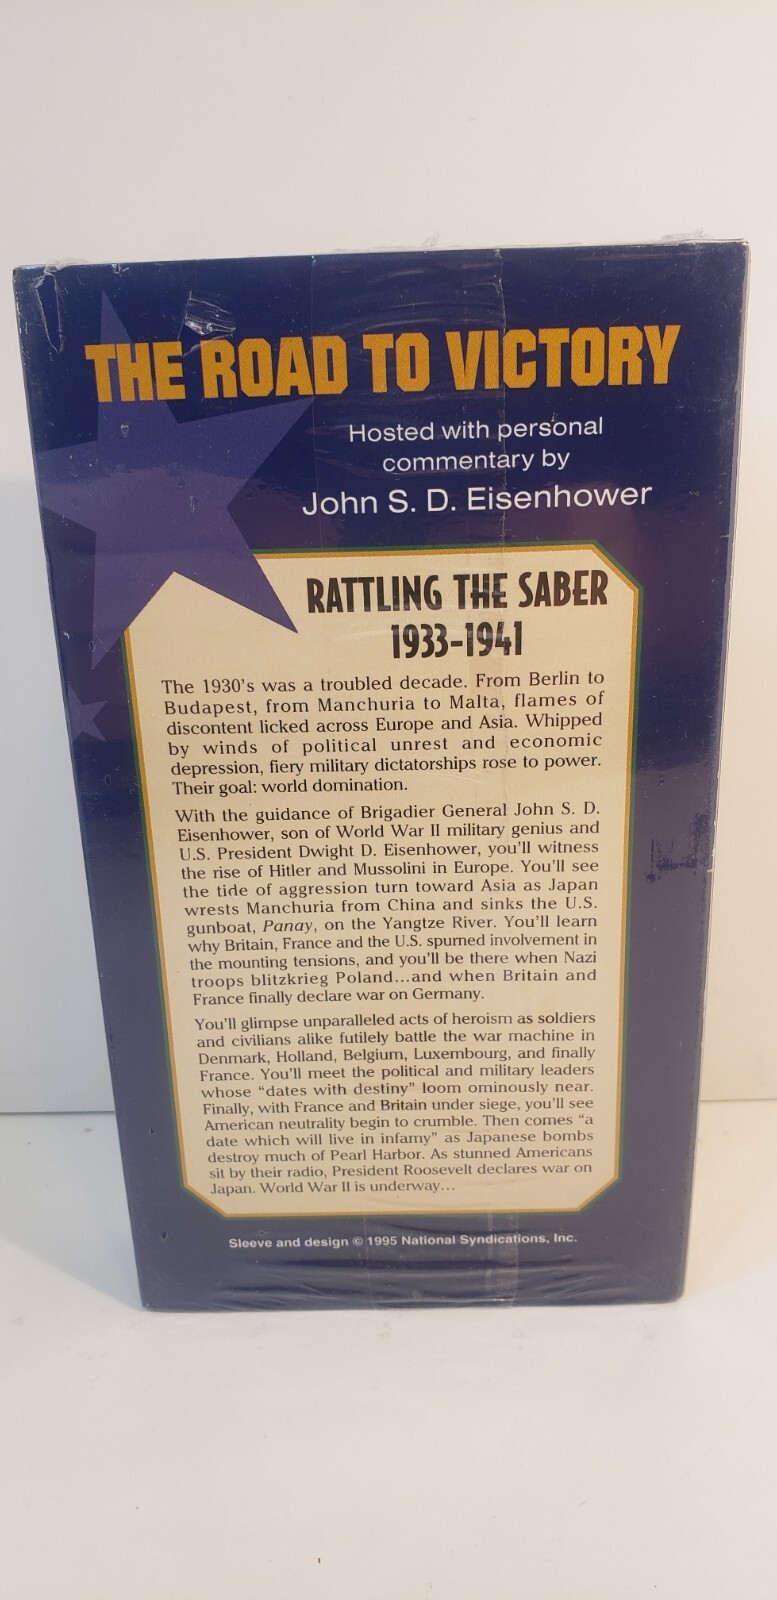 THE ROAD TO VICTORY
Hosted with personal
commentary by
John S. D. Eisenhower
RATTLING THE SABER
1933-1941
The 1930's was a troubled decade. From Berlin to
Budapest, from Manchuria to Malta, flames of
discontent licked across Europe and Asia. Whipped
by winds of political unrest and economic
depression, fiery military dictatorships rose to power.
Their goal: world domination.
With the guidance of Brigadier General John S. D.
Eisenhower, son of World War II military genius and
U.S. President Dwight D. Eisenhower, you'll witness
the rise of Hitler and Mussolini in Europe. You'll see
the tide of aggression turn toward Asia as Japan
wrests Manchuria from China and sinks the U.S.
gunboat, Panay, on the Yangtze River. You'll learn
why Britain, France and the U.S. spurned involvement in
the mounting tensions, and you'll be there when Nazi
troops blitzkrieg Poland...and when Britain and
France finally declare war on Germany.
You'll glimpse unparalleled acts of heroism as soldiers
and civilians alike futilely battle the war machine in
Denmark, Holland, Belgium, Luxembourg, and finally
France. You'll meet the political and military leaders
whose “dates with destiny” loom ominously near.
Finally, with France and Britain under siege, you'll see
American neutrality begin to crumble. Then comes “a
date which will live in infamy” as Japanese bombs
destroy much of Pearl Harbor. As stunned Americans
sit by their radio, President Roosevelt declares war on
Japan. World War II is underway...
Sleeve and design © 1995 National Syndications, Inc.